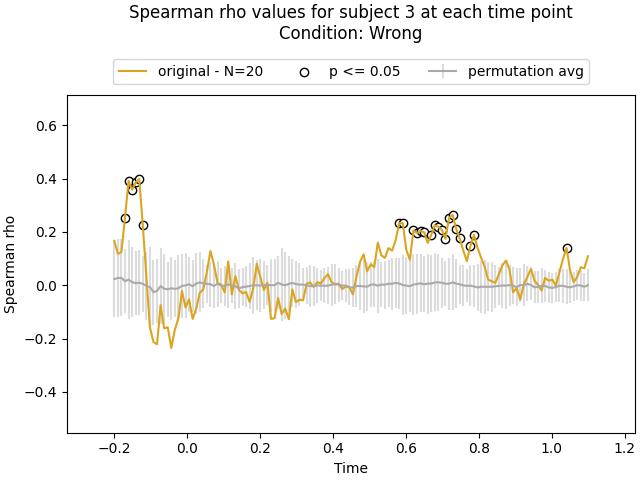 Spearman rho values for subject 3 at each time point
Condition: Wrong
original - N=20
p <= 0.05
permutation avg
0.6
0.4
0.2
0.0
−0.2
−0.4
Spearman rho
−0.2
0.0
0.2
0.4
0.6
0.8
1.0
1.2
Time